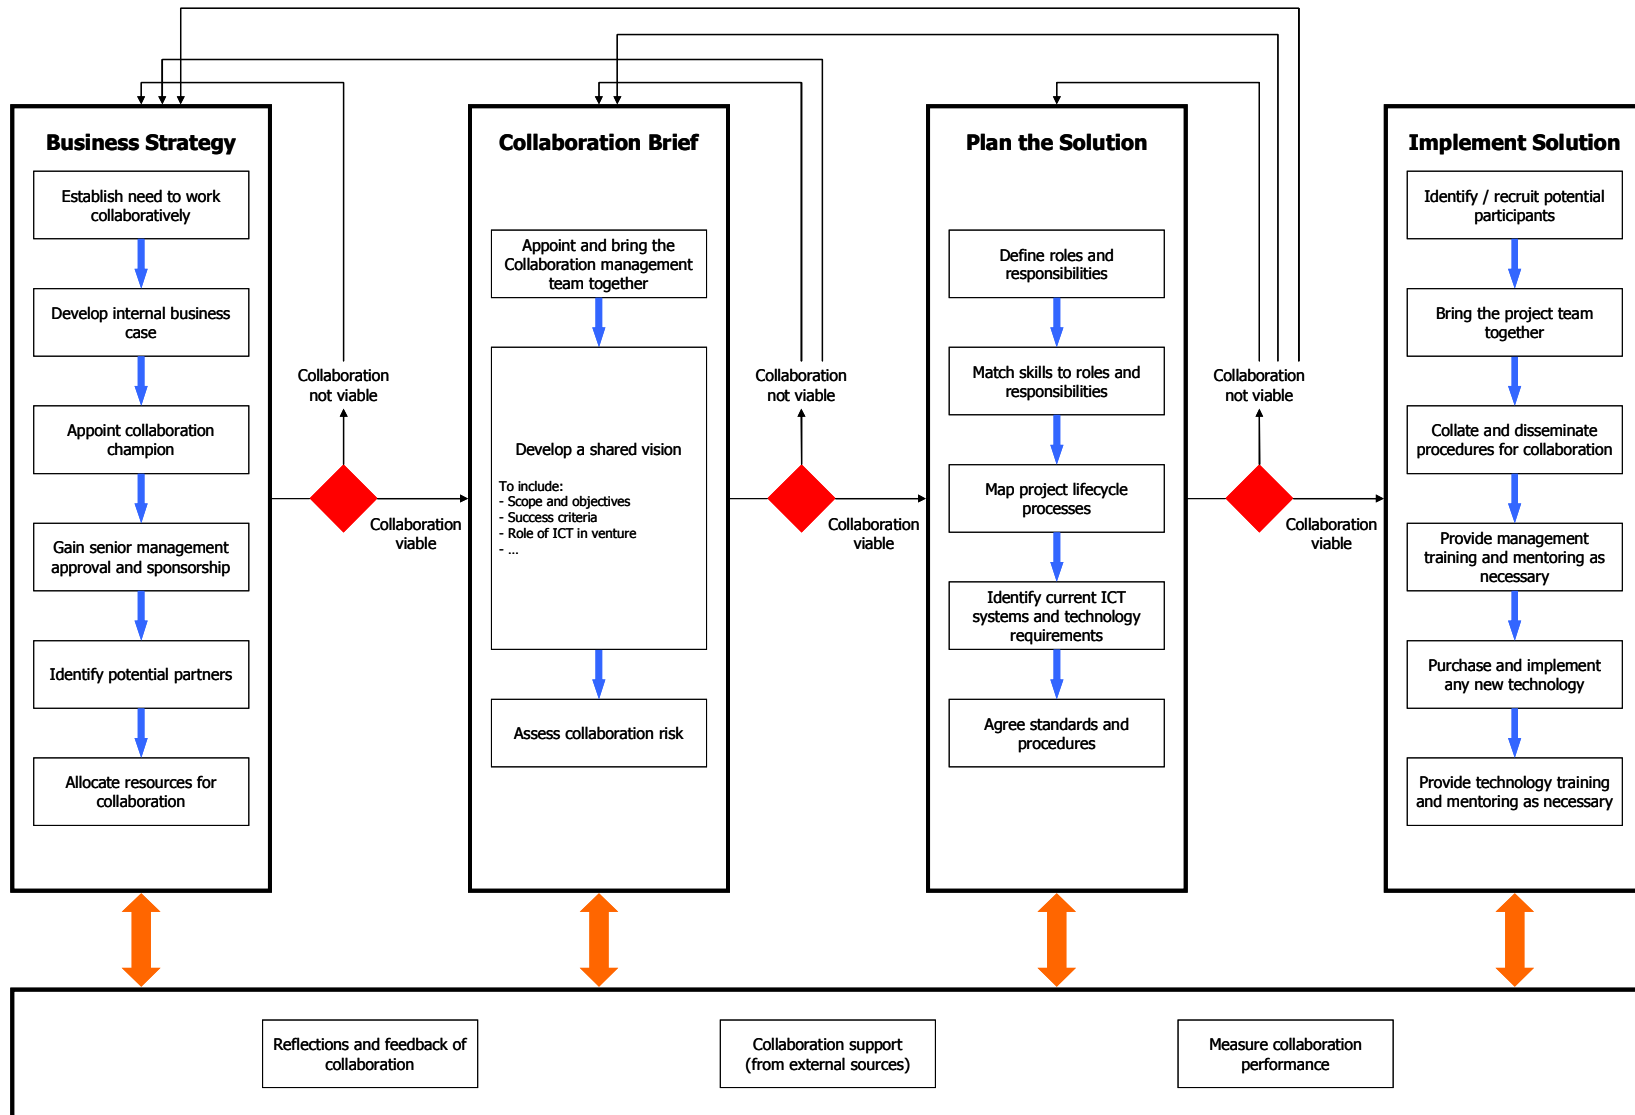 Business Strategy
Establish need to work
collaboratively
Develop internal business
case
Appoint collaboration
champion
Gain senior management
approval and sponsorship
Identify potential partners
Allocate resources for
collaboration
Collaboration
not viable
Collaboration
viable
Collaboration Brief
Appoint and bring the
Collaboration management
team together
Develop a shared vision
To include:
- Scope and objectives
- Success criteria
- Role of ICT in venture
- ...
Assess collaboration risk
Collaboration
not viable
Collaboration
viable
Plan the Solution
Define roles and
responsibilities
Match skills to roles and
responsibilities
Map project lifecycle
processes
Identify current ICT
systems and technology
requirements
Agree standards and
procedures
Collaboration
not viable
Collaboration
viable
Implement Solution
Identify / recruit potential
participants
Bring the project team
together
Collate and disseminate
procedures for collaboration
Provide management
training and mentoring as
necessary
Purchase and implement
any new technology
Provide technology training
and mentoring as necessary
Reflections and feedback of
collaboration
Collaboration support
(from external sources)
Measure collaboration
performance